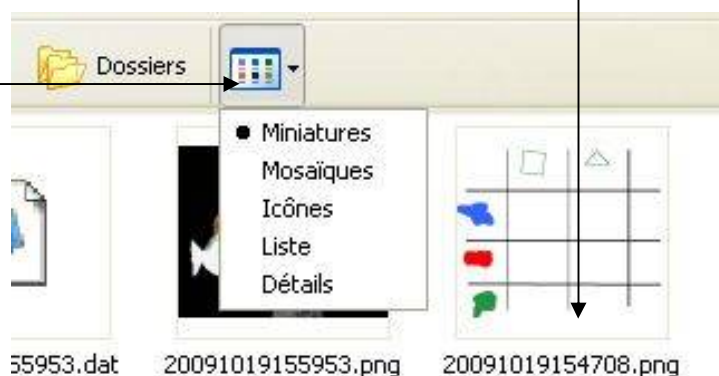 Dossiers
Miniatures
Mosaïques
Icônes
Liste
Détails
55953.dat
20091019155953.png
20091019154708.png